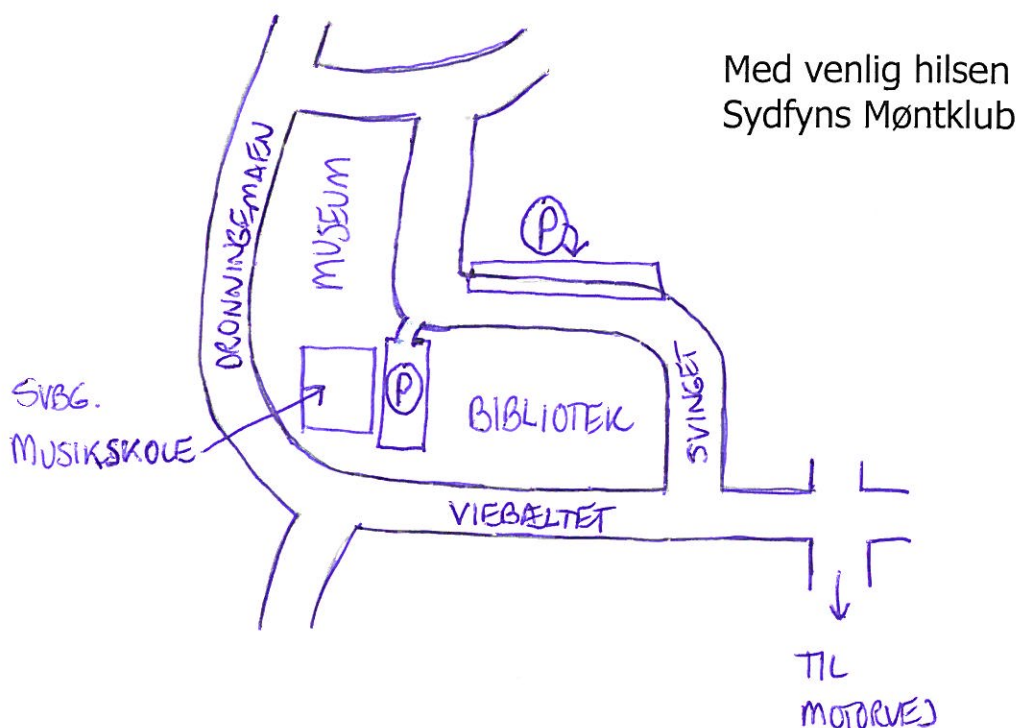 Med venlig hilsen
Sydfyns Møntklub
DRONNINGEMAEN
MUSEUM
P
SVBG.
MUSIKSKOLE
P
BIBLIOTEK
SVINGET
VIEBÆLTET
TIL
MOTORVEJ